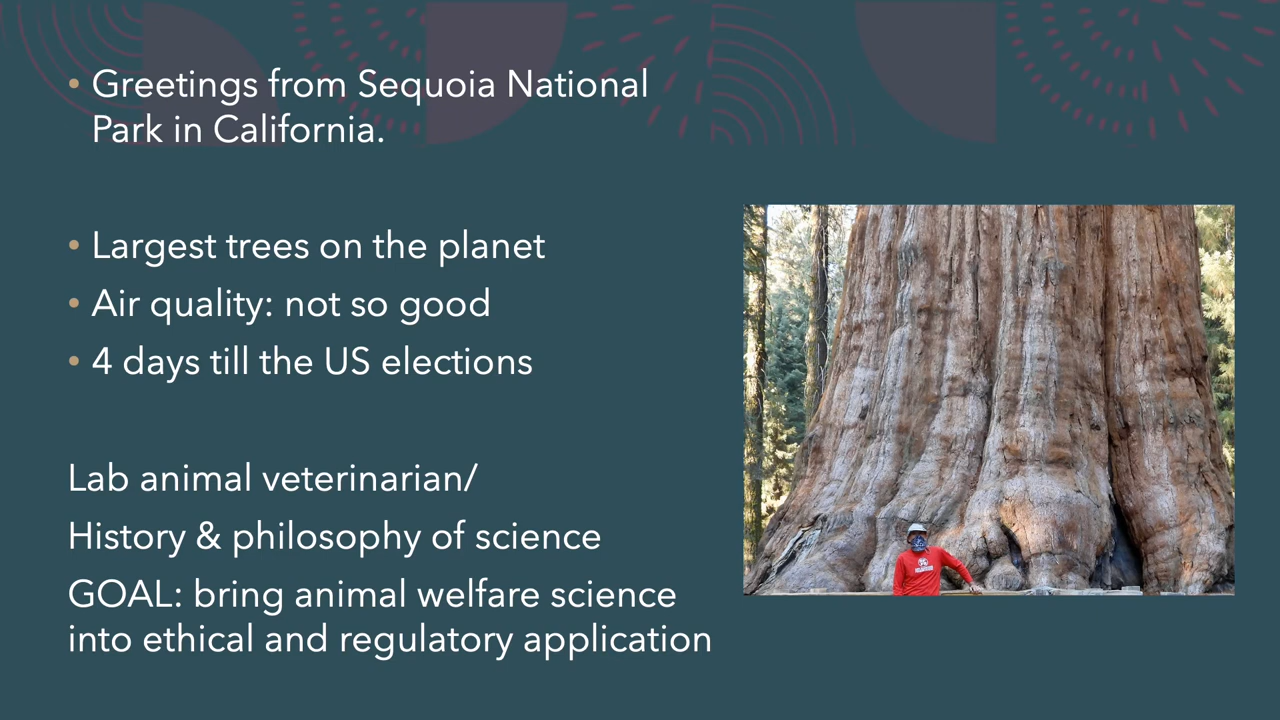 • Greetings from Sequoia National
Park in California.
• Largest trees on the planet
• Air quality: not so good
• 4 days till the US elections
Lab animal veterinarian/
History & philosophy of science
GOAL: bring animal welfare science
into ethical and regulatory application